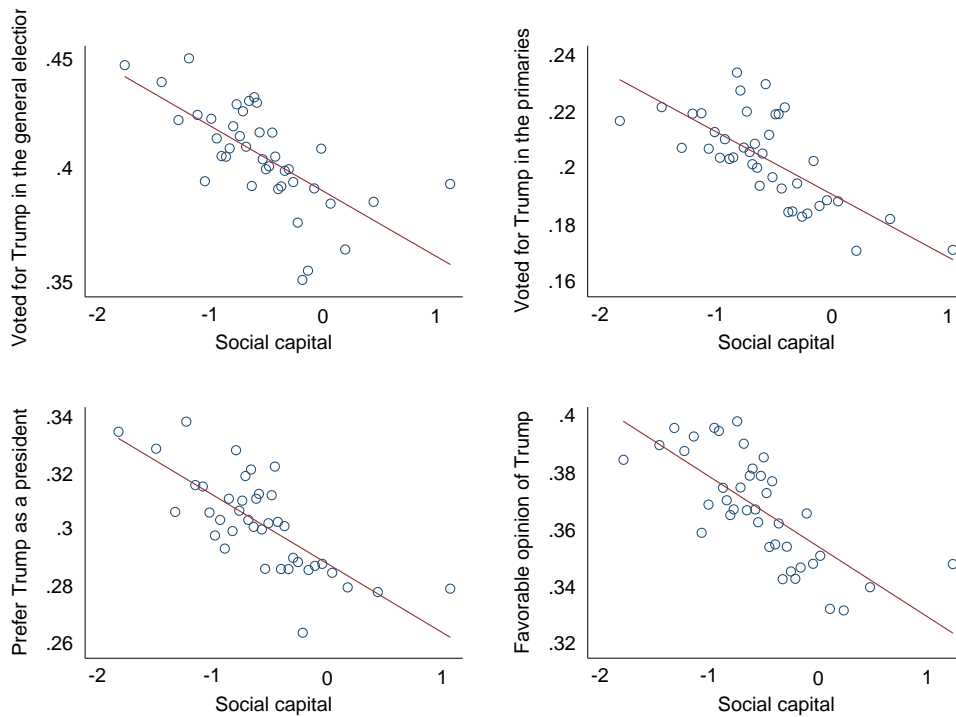 Voted for Trump in the general election
.45
.4
.35
-2 -1 0 1
Social capital
Voted for Trump in the primaries
.24
.22
.2
.18
.16
-2 -1 0 1
Social capital
Prefer Trump as a president
.34
.32
.3
.28
.26
-2 -1 0 1
Social capital
Favorable opinion of Trump
.4
.38
.36
.34
.32
-2 -1 0 1
Social capital